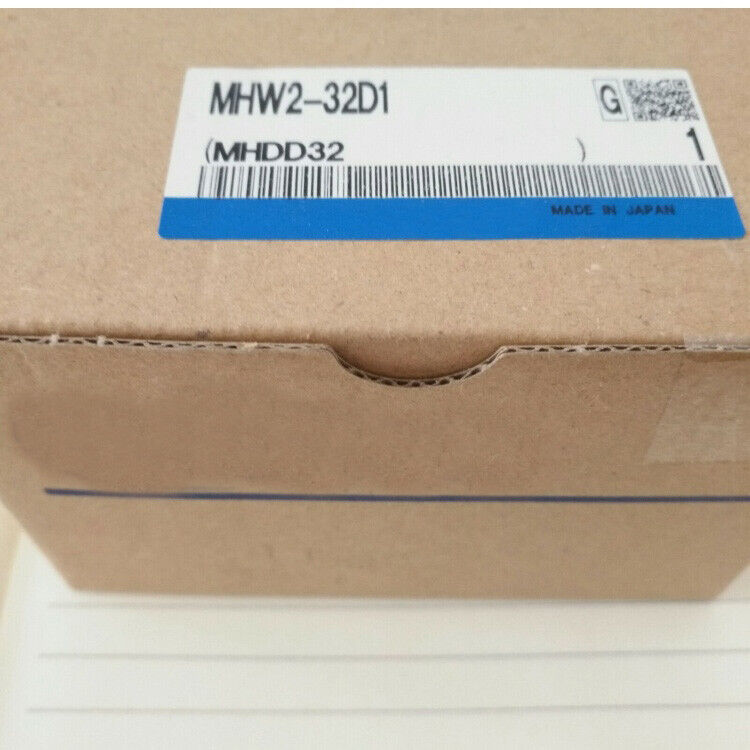 MHW2-32D1
G
(MHDD32 )
1
MADE IN JAPAN